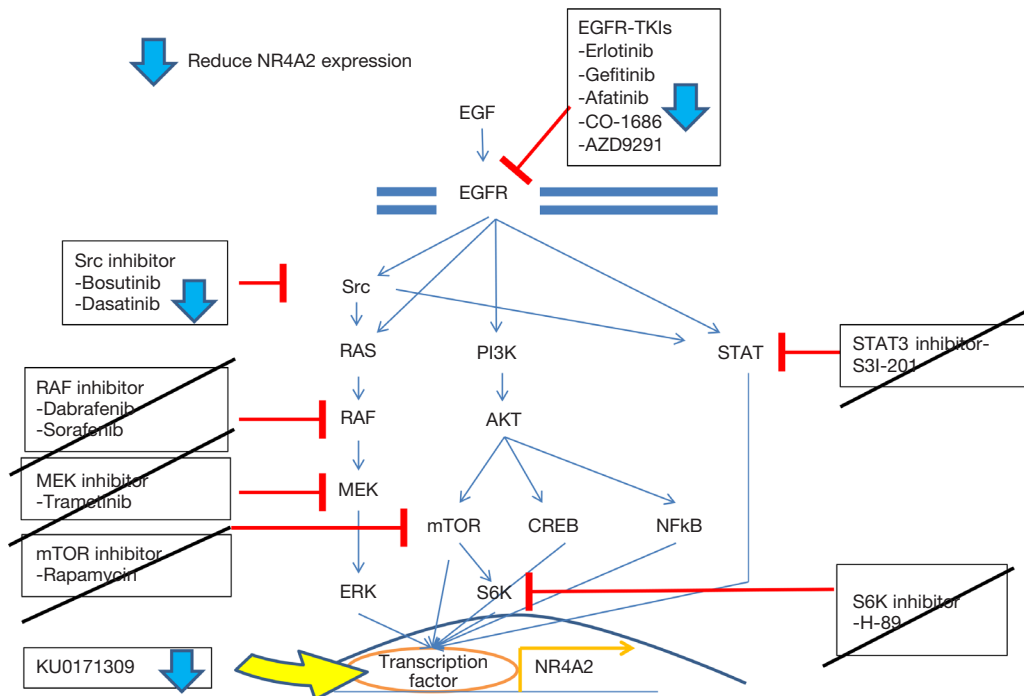 Reduce NR4A2 expression
EGFR-TKIs
-Erlotinib
-Gefitinib
-Afatinib
-CO-1686
-AZD9291
EGF
EGFR
Src inhibitor
-Bosutinib
-Dasatinib
Src
RAS
PI3K
STAT
STAT3 inhibitor-
S3I-201
RAF inhibitor
-Dabrafenib
-Sorafenib
RAF
AKT
MEK inhibitor
-Trametinib
MEK
mTOR
CREB
NFkB
mTOR inhibitor
-Rapamycin
ERK
S6K
S6K inhibitor
-H-89
KU0171309
Transcription
factor
NR4A2